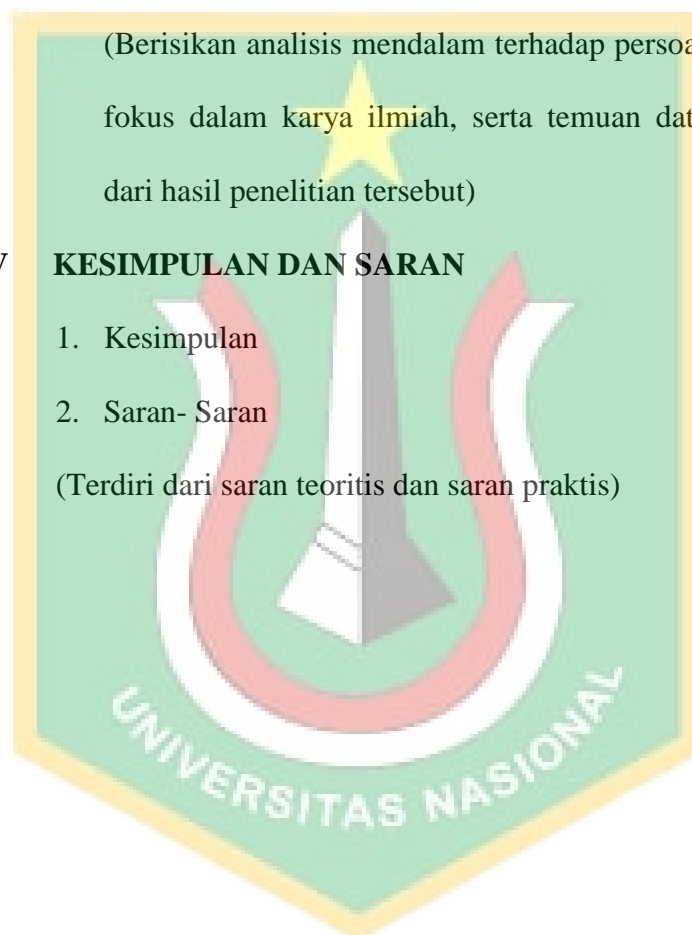 (Berisikan analisis mendalam terhadap persoa
fokus dalam karya ilmiah, serta temuan dat
dari hasil penelitian tersebut)
KESIMPULAN DAN SARAN
1. Kesimpulan
2. Saran- Saran
(Terdiri dari saran teoritis dan saran praktis)
UNIVERSITAS NASIONAL